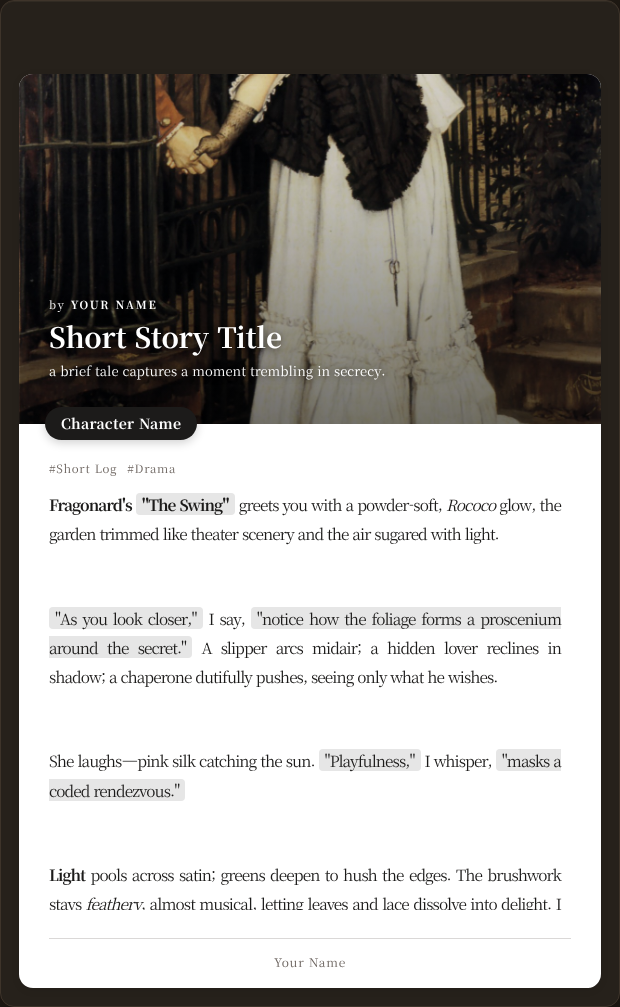 by YOUR NAME
Short Story Title
a brief tale captures a moment trembling in secrecy.
Character Name
#Short Log #Drama
Fragonard's "The Swing" greets you with a powder-soft, Rococo glow, the
garden trimmed like theater scenery and the air sugared with light.
"As you look closer," I say, "notice how the foliage forms a proscenium
around the secret." A slipper arcs midair; a hidden lover reclines in
shadow; a chaperone dutifully pushes, seeing only what he wishes.
She laughs—pink silk catching the sun. "Playfulness," I whisper, "masks a
coded rendezvous."
Light pools across satin; greens deepen to hush the edges. The brushwork
stays feathery, almost musical, letting leaves and lace dissolve into delight. I
Your Name